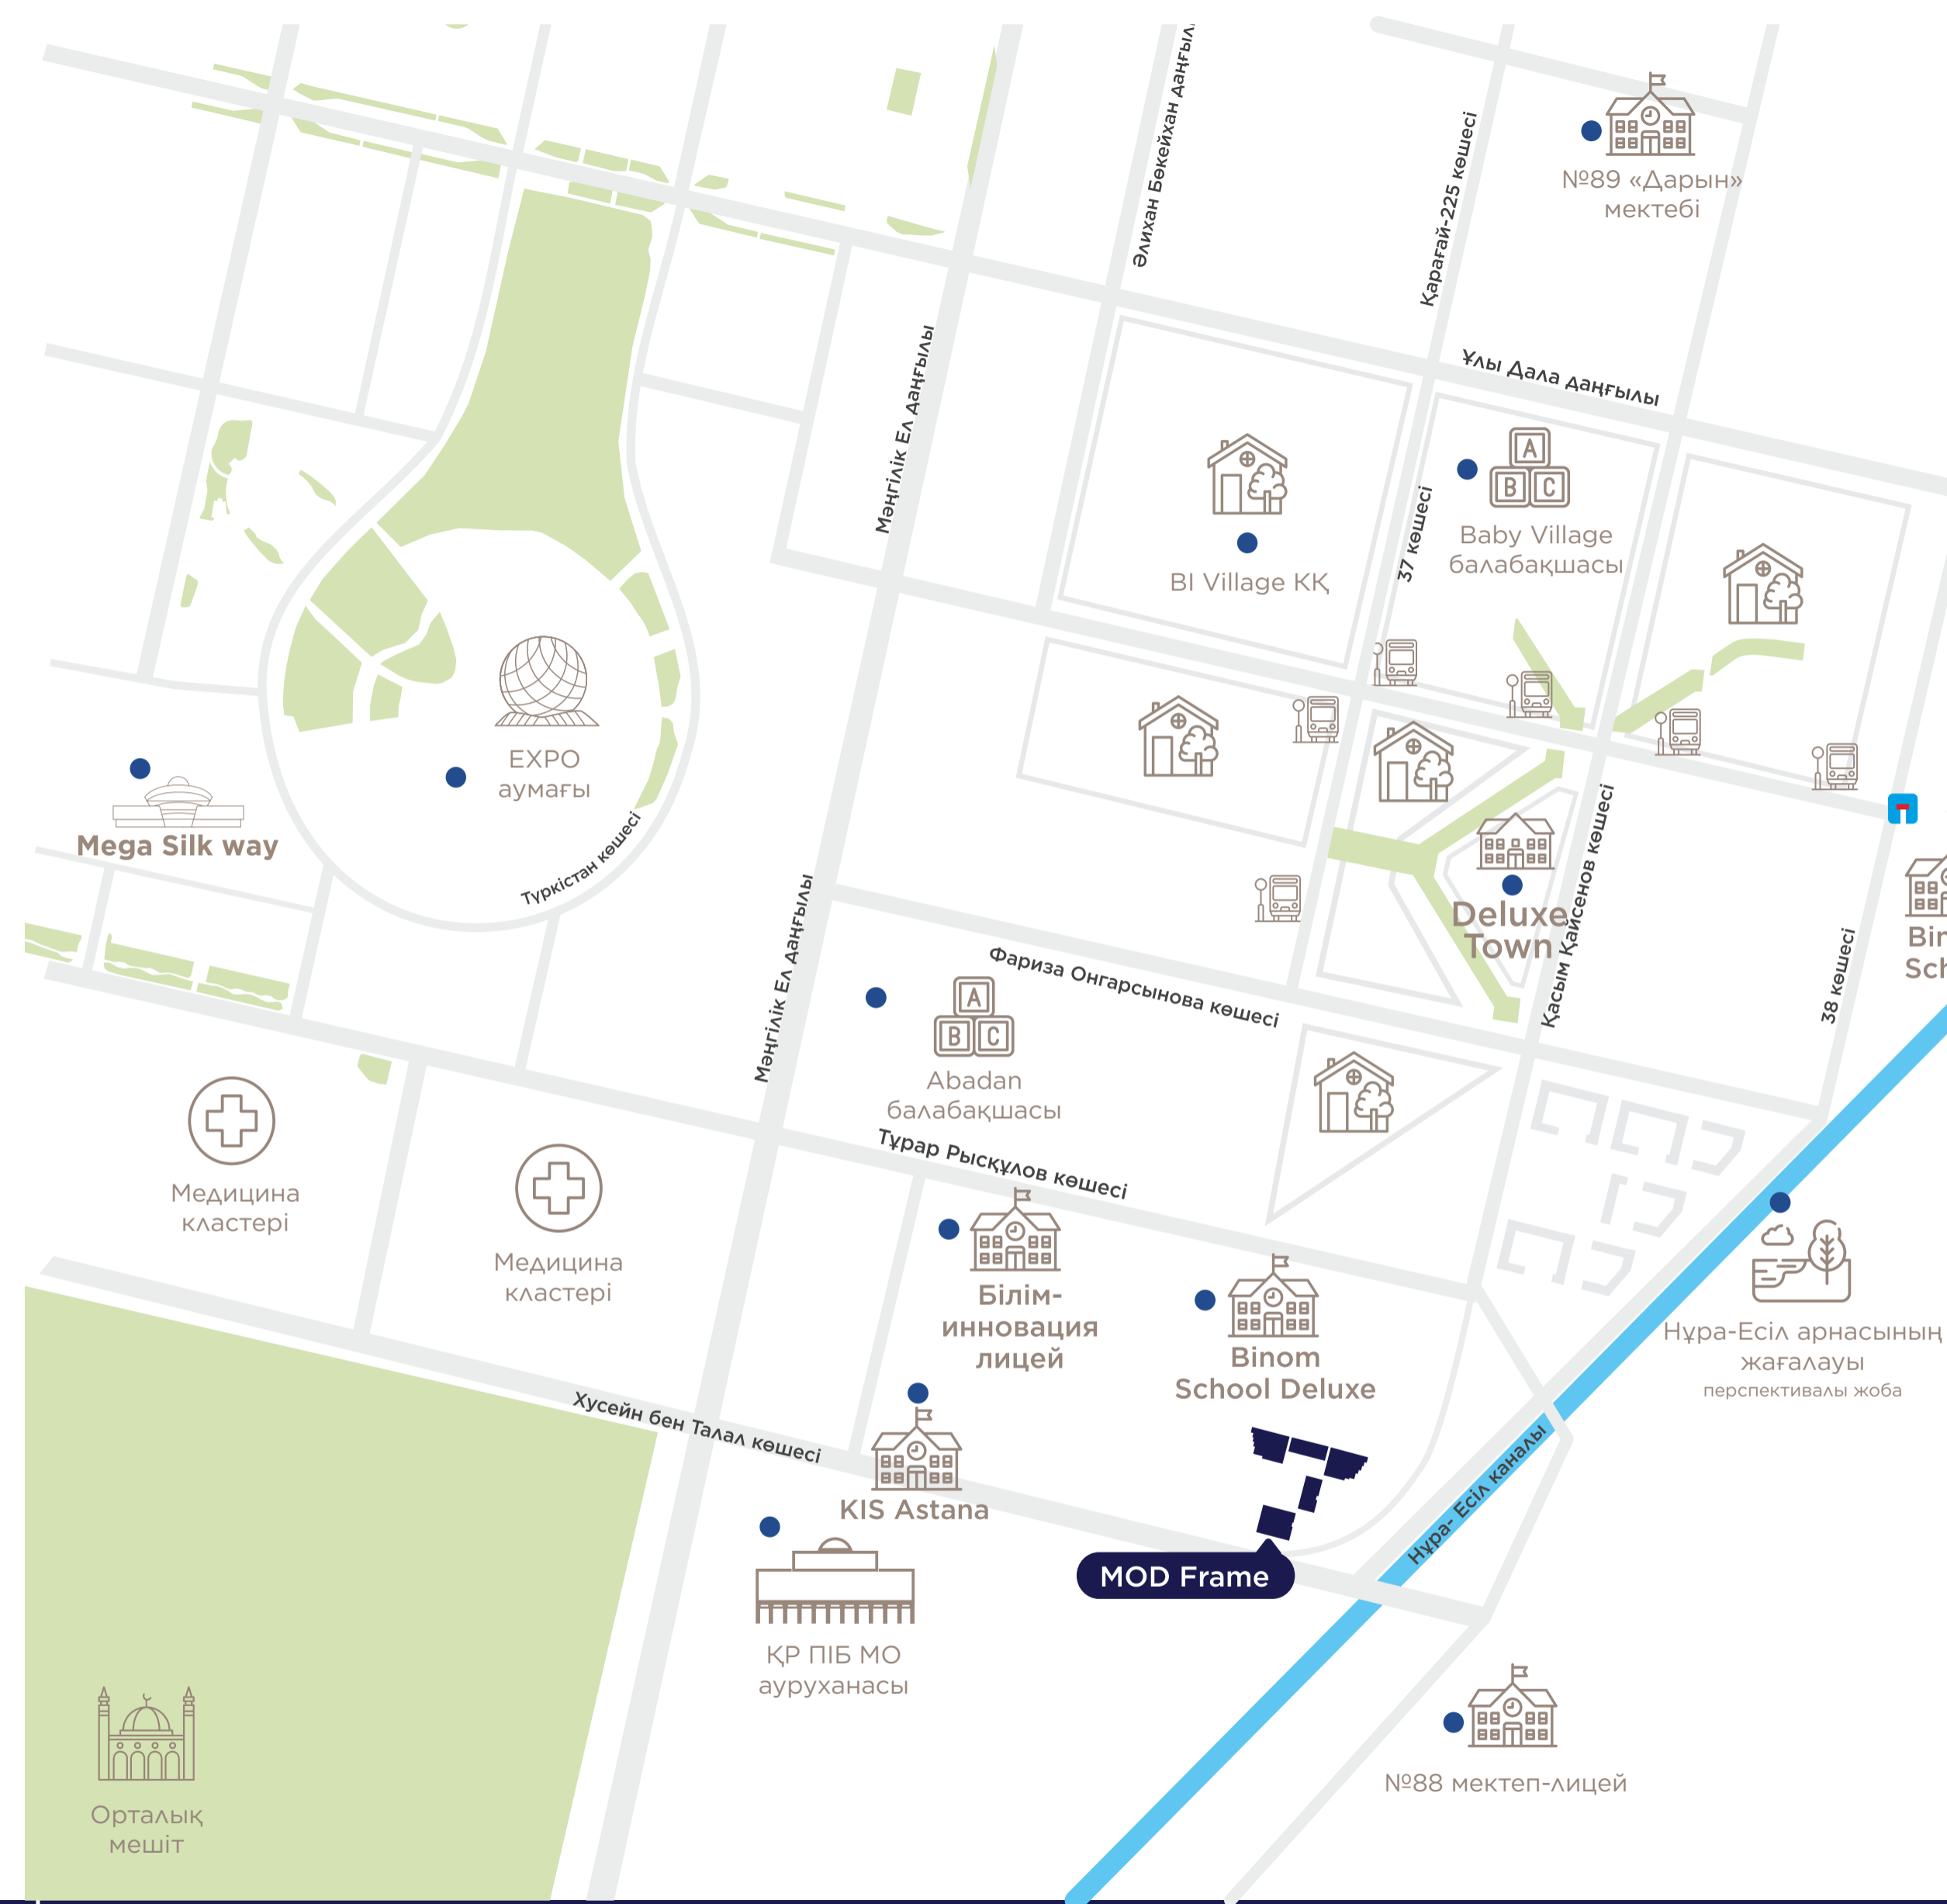 Әлихан Бөкейхан даңғыл
Қарағай-225 көшесі
№89 «Дарын»
мектебі
Мәңгілік Ел даңғылы
Ұлы Дала даңғылы
37 көшесі
A
B C
Baby Village
балабақшасы
BI Village КҚ
EXPO
аумағы
Mega Silk way
Түркістан көшесі
Deluxe
Town
Қасым Қайсенов көшесі
38 көшесі
Bin
Sch
Мәңгілік Ел даңғылы
Фариза Онгарсынова көшесі
A
B C
Abadan
балабақшасы
Тұрар Рысқұлов көшесі
Медицина
кластері
Медицина
кластері
Білім-
инновация
лицей
Binom
School Deluxe
Нұра-Есіл арнасының
жағалауы
перспективалы жоба
Хусейн бен Талал көшесі
KIS Astana
Нұра- Есіл каналы
MOD Frame
ҚР ПІБ МО
ауруханасы
№88 мектеп-лицей
Орталық
мешіт